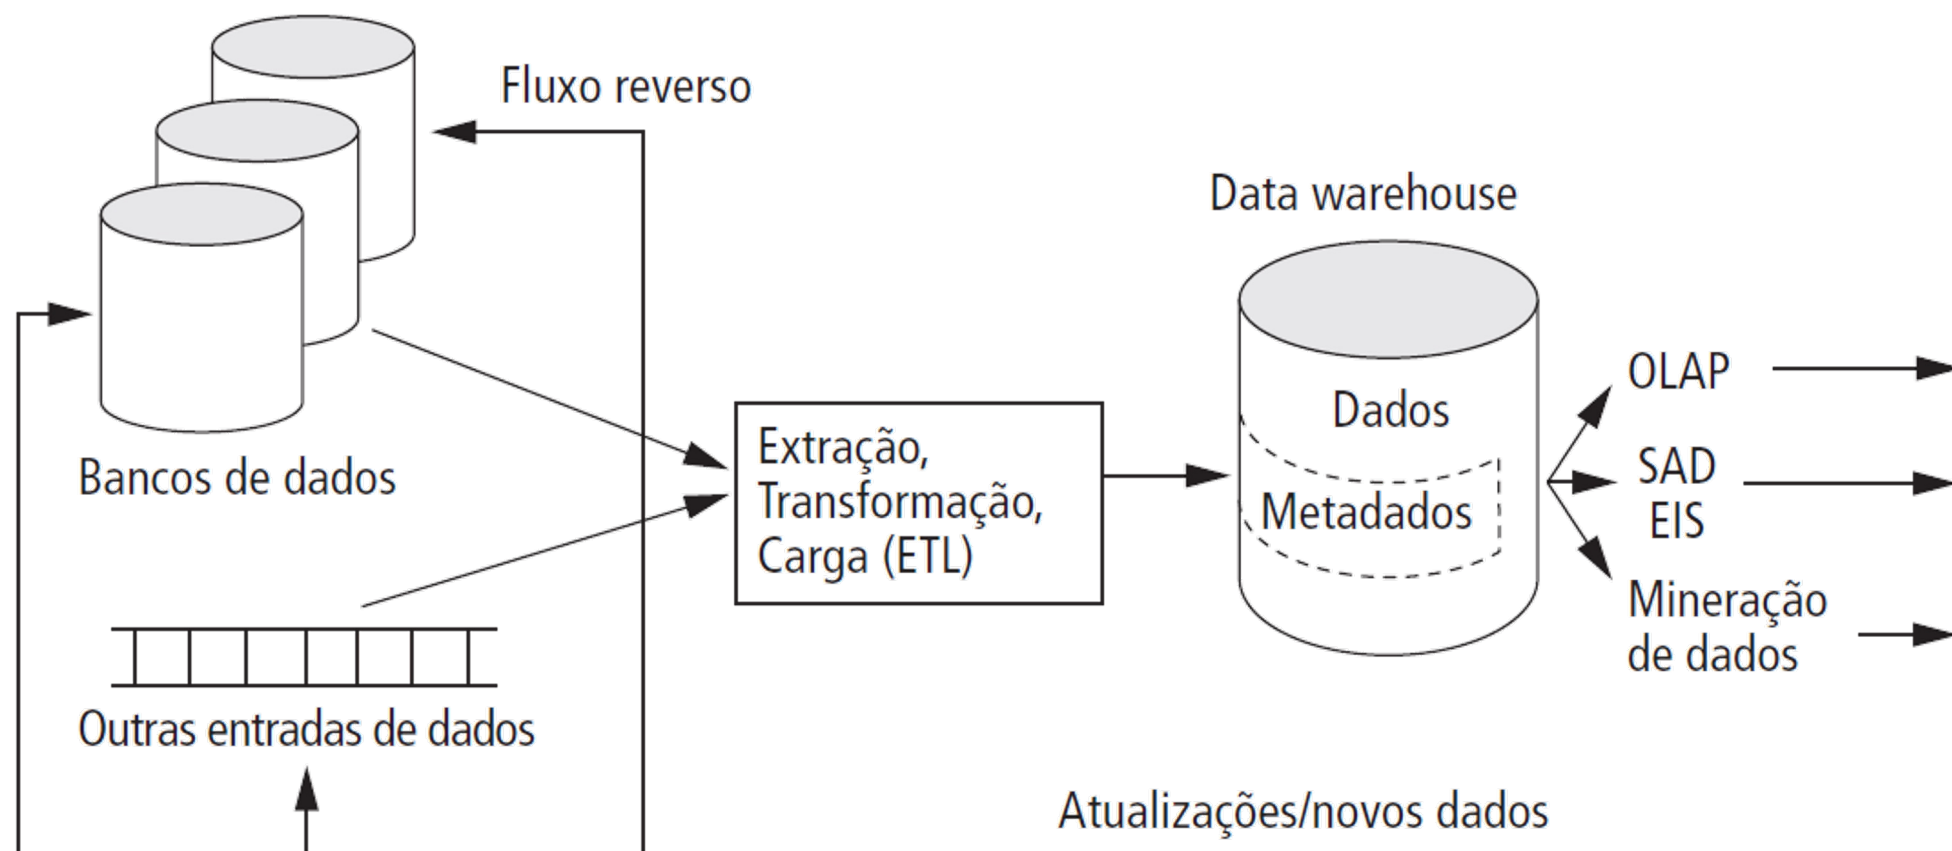 Fluxo reverso
Data warehouse
OLAP
Dados
Extração,
Transformação,
Carga (ETL)
SAD
EIS
Bancos de dados
Metadados
Mineração
de dados
Outras entradas de dados
Atualizações/novos dados